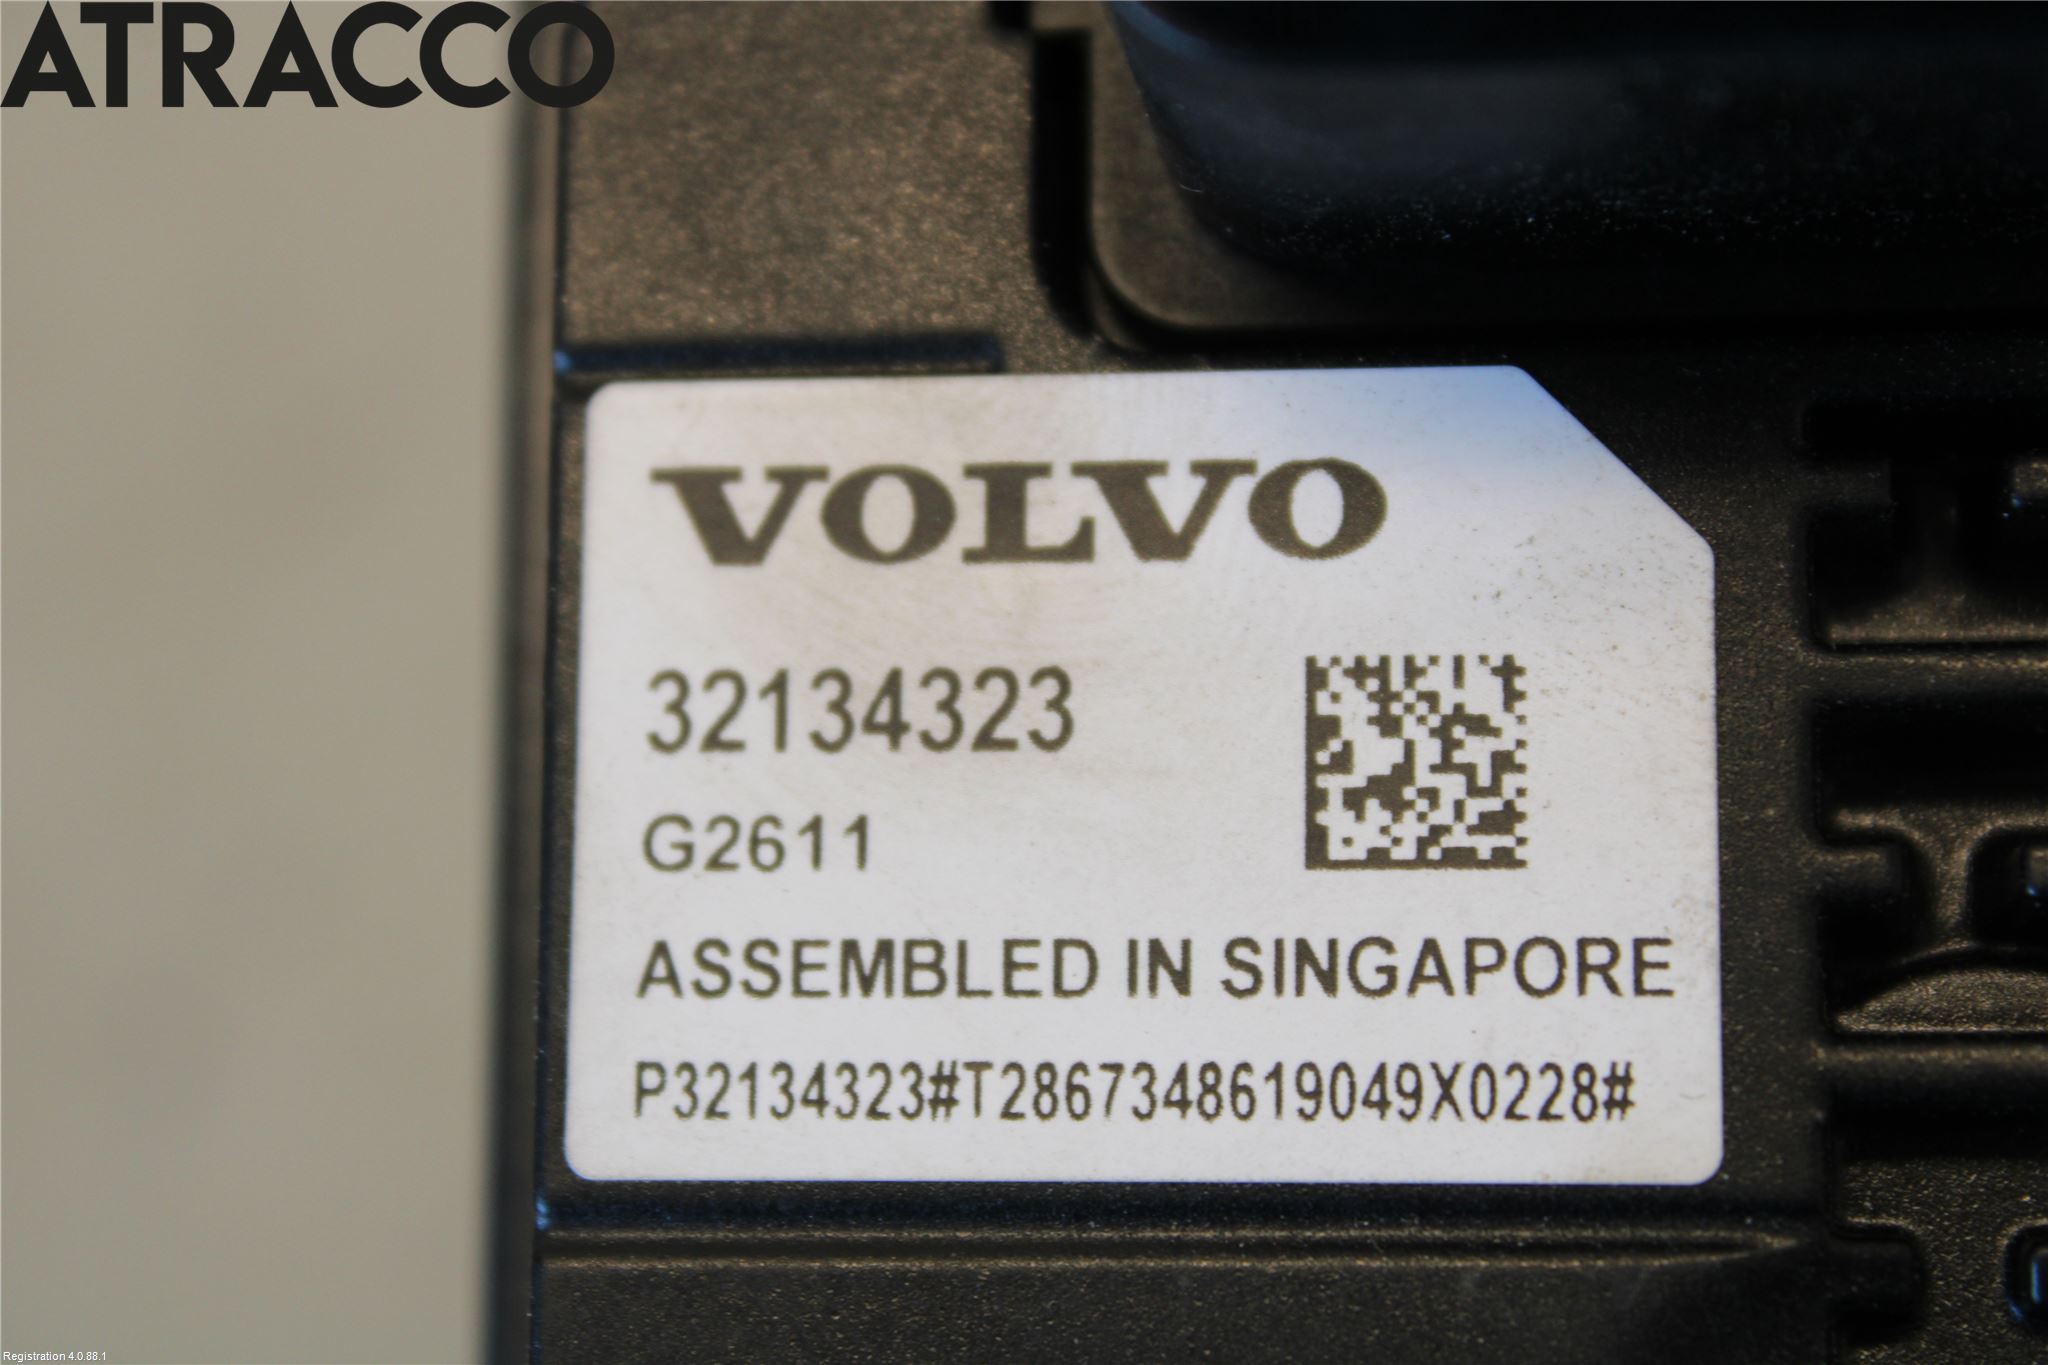 ATRACCO
VOLVO
32134323
G2611
ASSEMBLED IN SINGAPORE
P32134323#T2867348619049X0228#
Registration 4.0.88.1